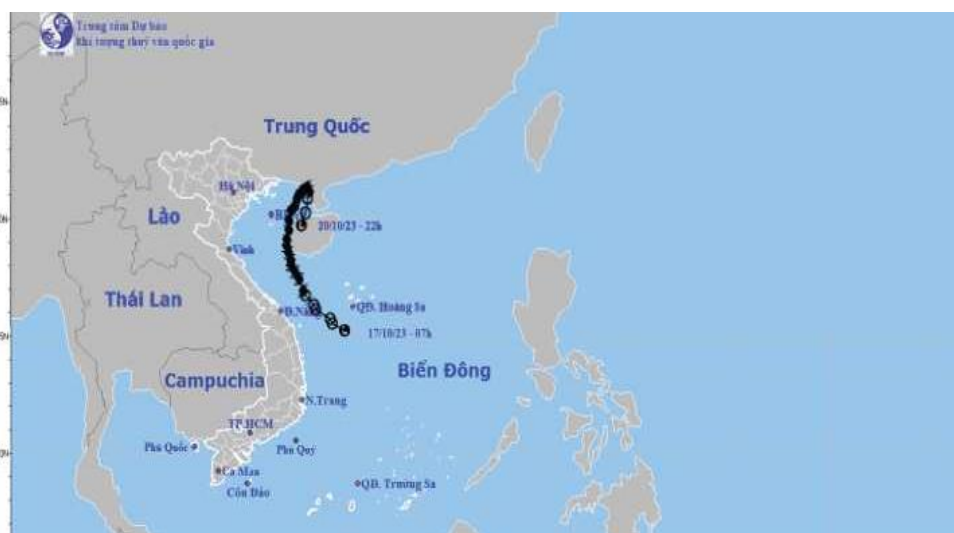 Trung tâm Dự báo
Khí tượng thuỷ văn quốc gia
Trung Quốc
Hà Nội
Lào
20/10/23 - 22h
Vinh
Thái Lan
QĐ. Hoàng Sa
17/10/23 - 07h
Biển Đông
Campuchia
N.Trang
TP.HCM
Phú Quốc
Phú Quý
Cà Mau
Côn Đảo
QĐ. Trường Sa